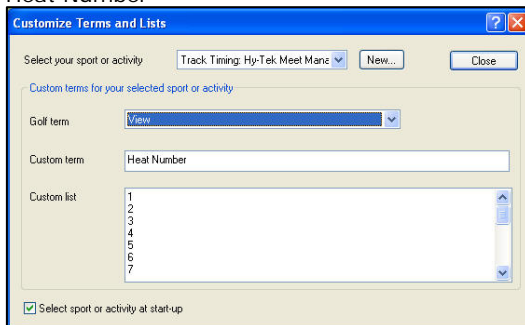 Heat Number
Customize Terms and Lists
Select your sport or activity Track Timing: Hy-Tek Meet Mana New... Close
Custom terms for your selected sport or activity
Golf term View
Custom term Heat Number
Custom list 1
2
3
4
5
6
7
Select sport or activity at start-up